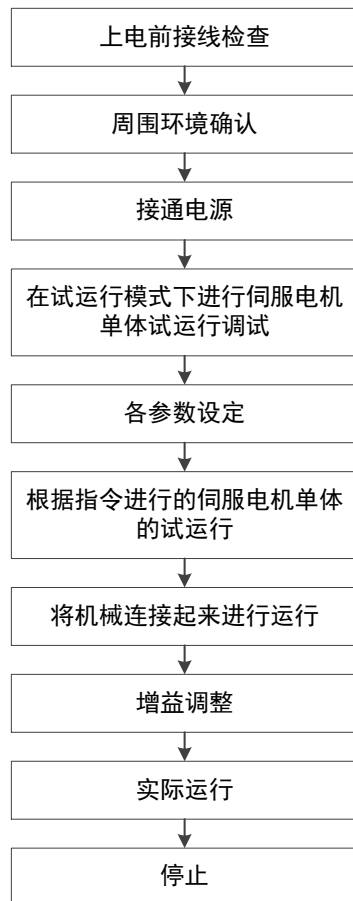 上电前接线检查
周围环境确认
接通电源
在试运行模式下进行伺服电机
单体试运行调试
各参数设定
根据指令进行的伺服电机单体
的试运行
将机械连接起来进行运行
增益调整
实际运行
停止